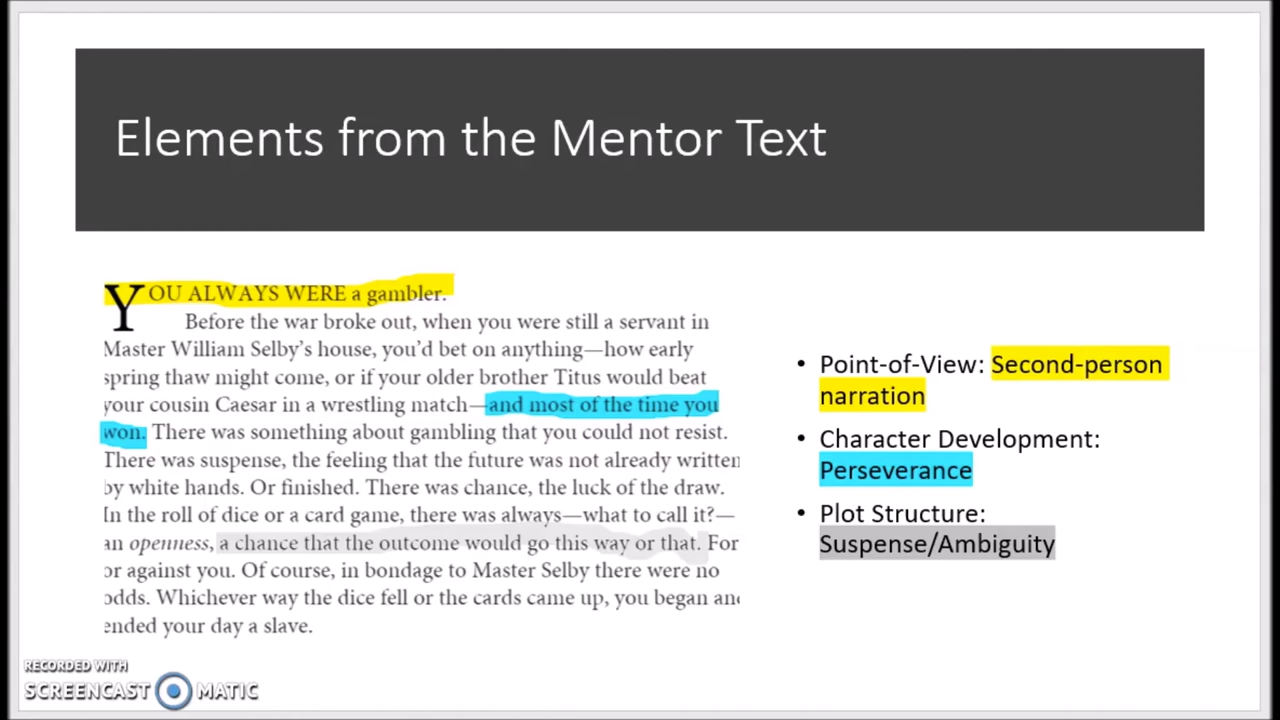 Elements from the Mentor Text
YOU ALWAYS WERE a gambler.
Before the war broke out, when you were still a servant in
Master William Selby’s house, you’d bet on anything—how early
spring thaw might come, or if your older brother Titus would beat
your cousin Caesar in a wrestling match—and most of the time you
won. There was something about gambling that you could not resist.
There was suspense, the feeling that the future was not already written
by white hands. Or finished. There was chance, the luck of the draw.
In the roll of dice or a card game, there was always—what to call it?—
an openness, a chance that the outcome would go this way or that. For
or against you. Of course, in bondage to Master Selby there were no
odds. Whichever way the dice fell or the cards came up, you began and
ended your day a slave.
• Point-of-View: Second-person
narration
• Character Development:
Perseverance
• Plot Structure:
Suspense/Ambiguity
RECORDED WITH
SCREENCAST MATIC